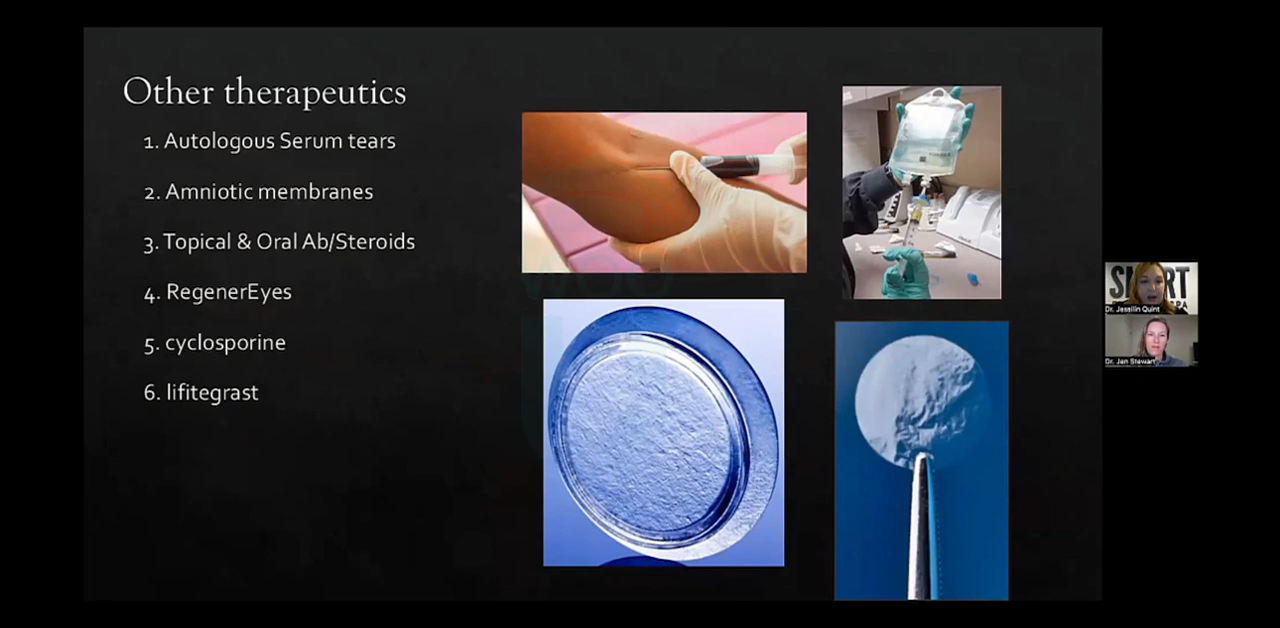 Other therapeutics
1. Autologous Serum tears
2. Amniotic membranes
3. Topical & Oral Ab/Steroids
4. RegenerEyes
5. cyclosporine
6. lifitegrast
Dr. Jessilin Quint
Dr. Jen Stewart